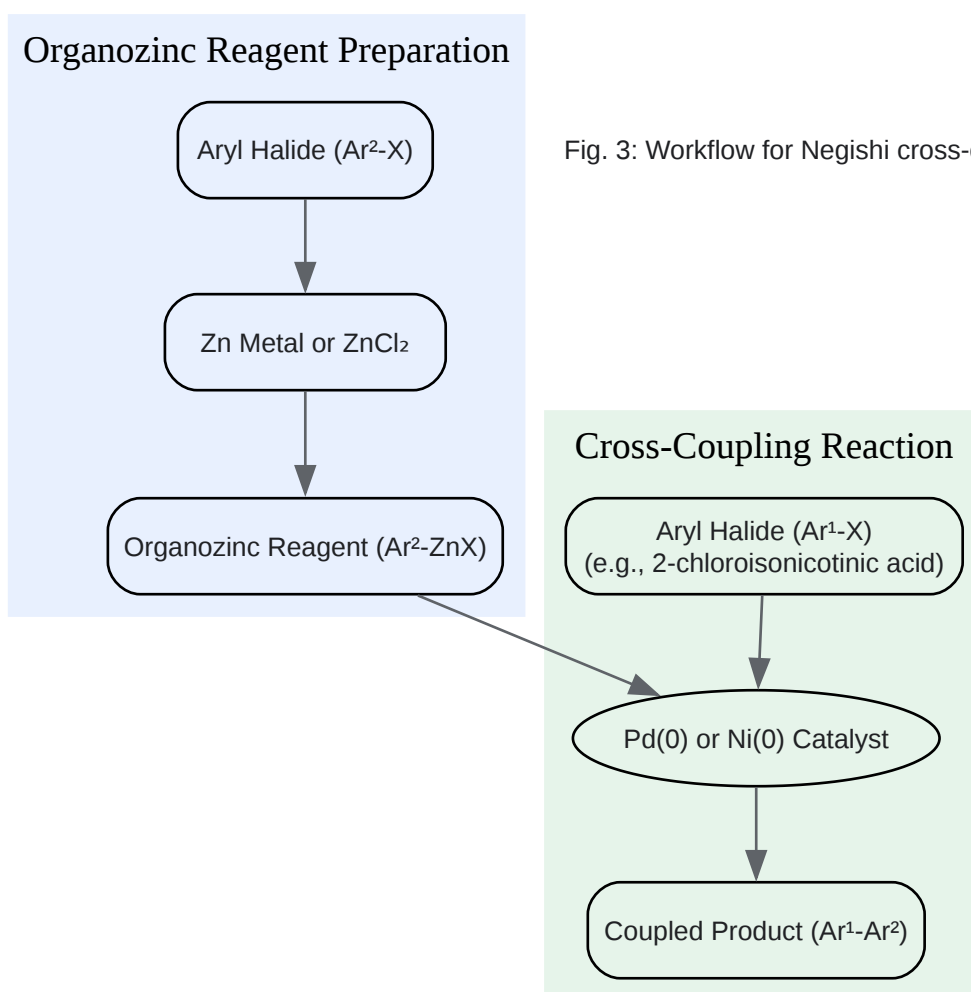 Organozinc Reagent Preparation
Aryl Halide (Ar²-X)
Fig. 3: Workflow for Negishi cross-
Zn Metal or ZnCl₂
Organozinc Reagent (Ar²-ZnX)
Cross-Coupling Reaction
Aryl Halide (Ar¹-X)
(e.g., 2-chloroisonicotinic acid)
Pd(0) or Ni(0) Catalyst
Coupled Product (Ar¹-Ar²)